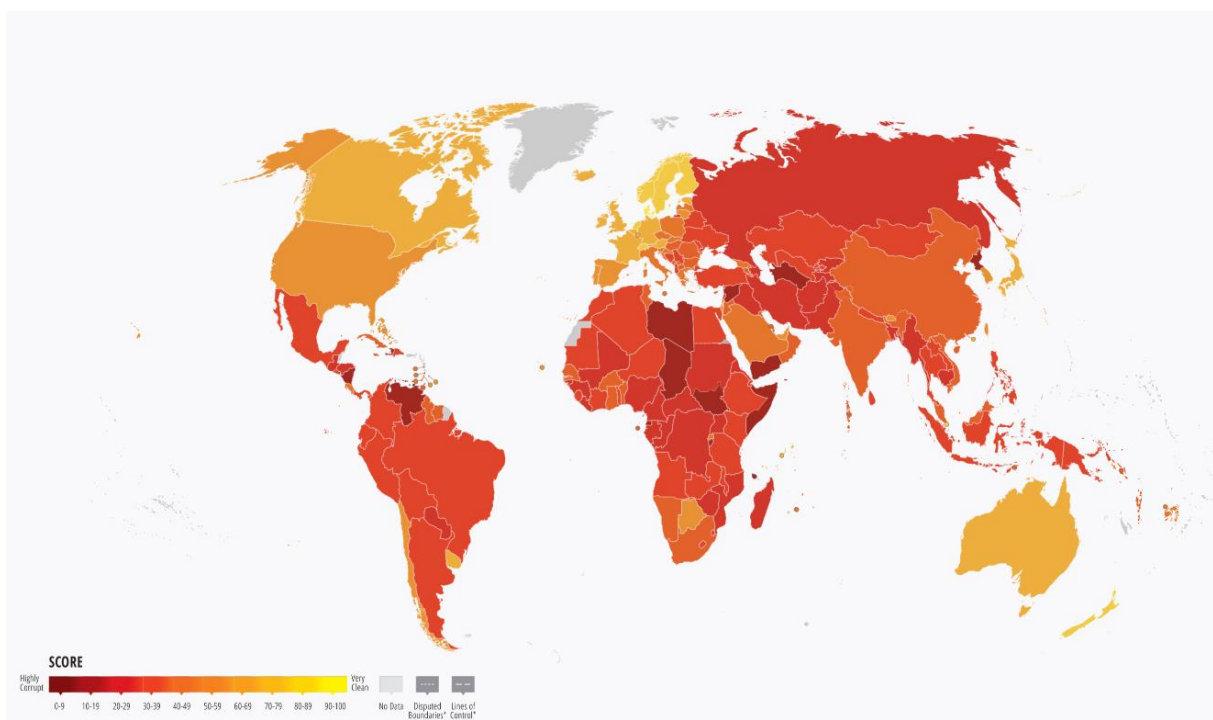 SCORE
Highly
Corrupt
Very
Clean
0-9 10-19 20-29 30-39 40-49 50-59 60-69 70-79 80-89 90-100
No Data
Disputed
Boundaries*
Lines of
Control*